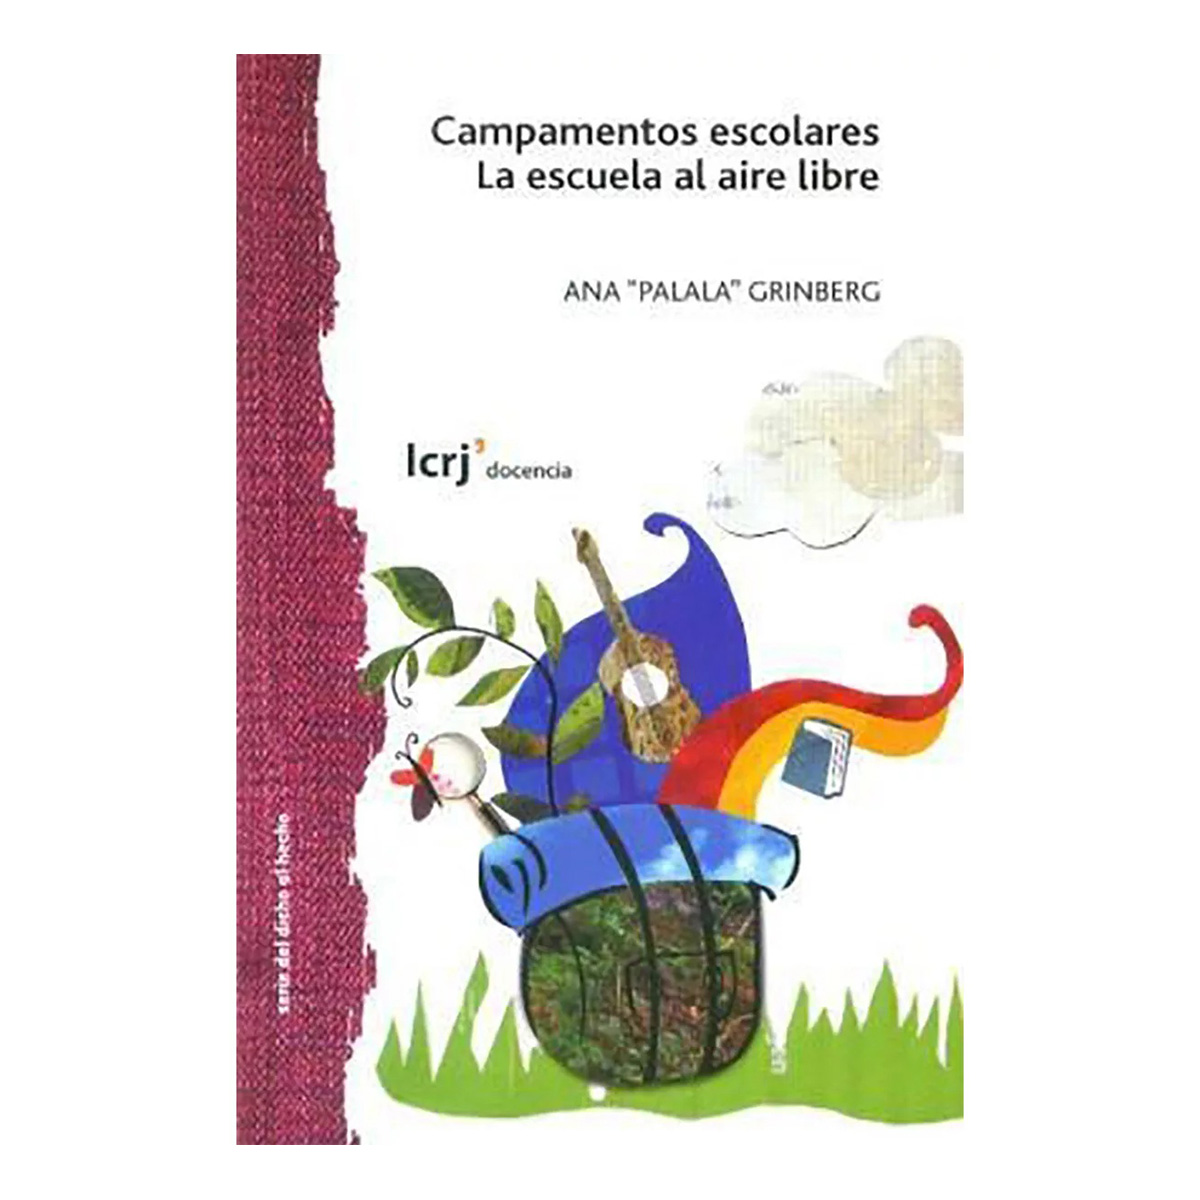 Campamentos escolares
La escuela al aire libre
ANA "PALALA" GRINBERG
lcrj' docencia
serie del dicho al hecho